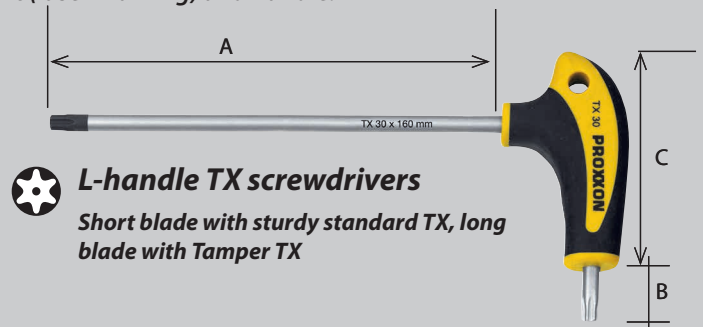 A
TX 30 x 160 mm
TX 30
PROXXON
C
L-handle TX screwdrivers
Short blade with sturdy standard TX, long
blade with Tamper TX
B